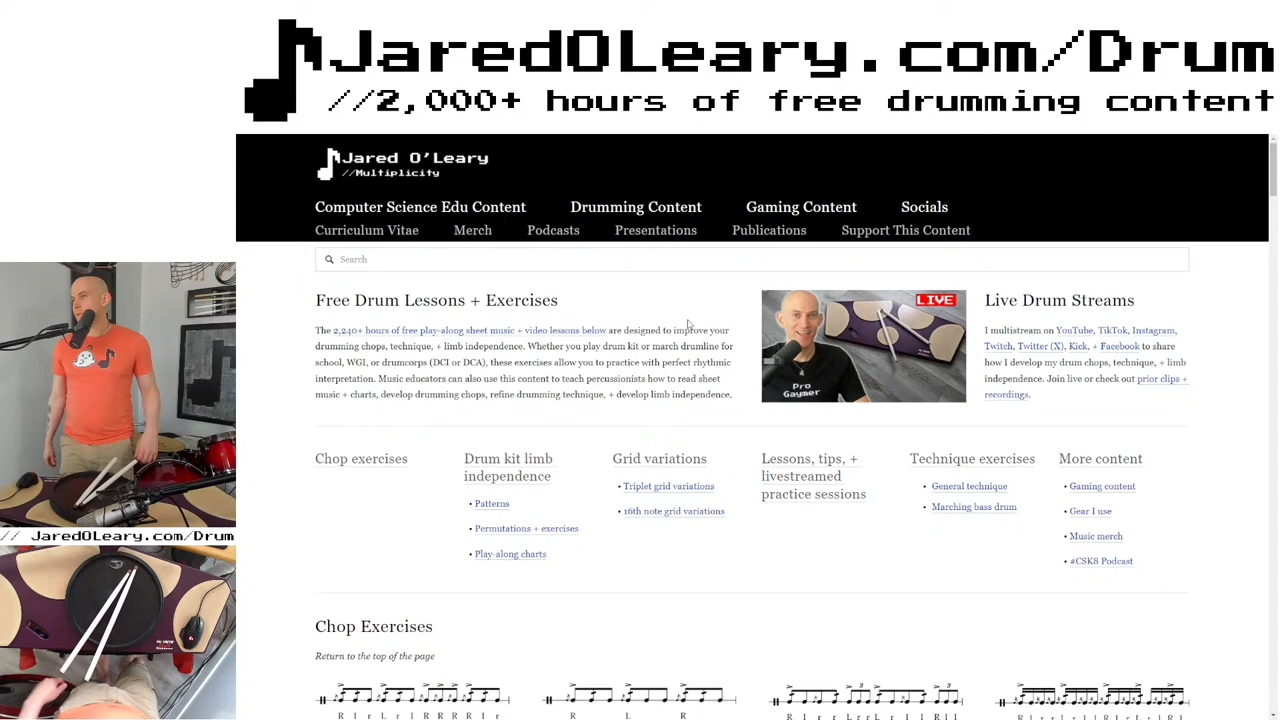 JaredOLeary.com/Drum
//2,000+ hours of free drumming content
Jared O'Leary
//Multiplicity
Computer Science Edu Content Drumming Content Gaming Content Socials
Curriculum Vitae Merch Podcasts Presentations Publications Support This Content
Search
Free Drum Lessons + Exercises
The 2,240+ hours of free play-along sheet music + video lessons below are designed to improve your
drumming chops, technique, + limb independence. Whether you play drum kit or march drumline for
school, WGI, or drumcorps (DCI or DCA), these exercises allow you to practice with perfect rhythmic
interpretation. Music educators can also use this content to teach percussionists how to read sheet
music + charts, develop drumming chops, refine drumming technique, + develop limb independence.
LIVE
Pro
Gaymer
Live Drum Streams
I multistream on YouTube, TikTok, Instagram,
Twitch, Twitter (X), Kick, + Facebook to share
how I develop my drum chops, technique, + limb
independence. Join live or check out prior clips +
recordings.
Chop exercises
Drum kit limb
independence
• Patterns
• Permutations + exercises
• Play-along charts
Grid variations
• Triplet grid variations
• 16th note grid variations
Lessons, tips, +
livestreamed
practice sessions
Technique exercises
• General technique
• Marching bass drum
More content
• Gaming content
• Gear I use
• Music merch
• #CSK8 Podcast
// JaredOLeary.com/Drum
Chop Exercises
Return to the top of the page
R l r r L r l l R R R R R l r
R L R
R l r r L r r L r l l R l l